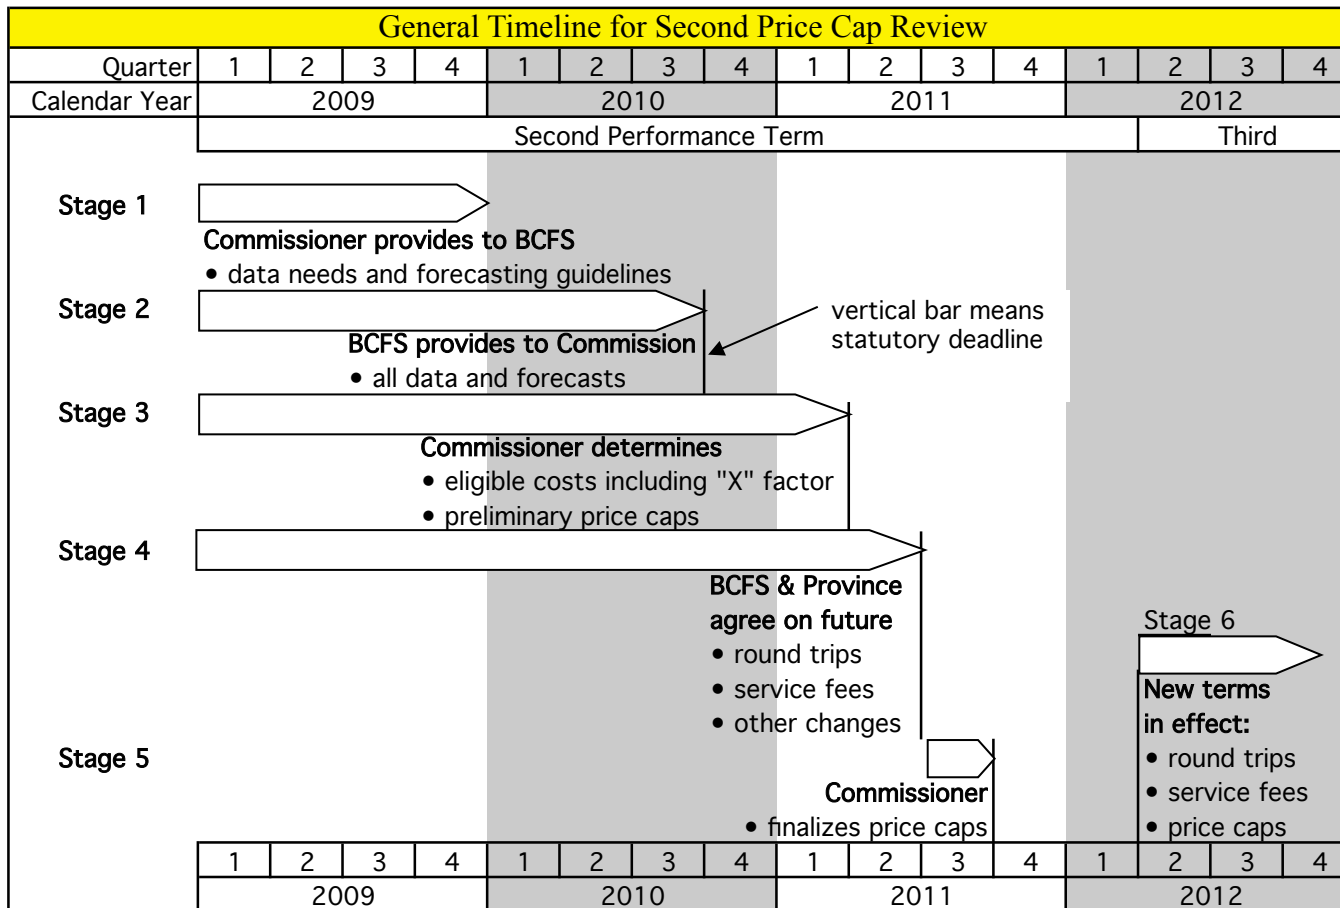 General Timeline for Second Price Cap Review
Quarter 1 2 3 4 1 2 3 4 1 2 3 4 1 2 3 4
Calendar Year 2009 2010 2011 2012
Second Performance Term Third
Stage 1
Commissioner provides to BCFS
• data needs and forecasting guidelines
Stage 2
vertical bar means
statutory deadline
BCFS provides to Commission
• all data and forecasts
Stage 3
Commissioner determines
• eligible costs including "X" factor
• preliminary price caps
Stage 4
BCFS & Province
agree on future
• round trips
• service fees
• other changes
Stage 6
New terms
in effect:
• round trips
• service fees
• price caps
Stage 5
Commissioner
• finalizes price caps
1 2 3 4 1 2 3 4 1 2 3 4 1 2 3 4
2009 2010 2011 2012